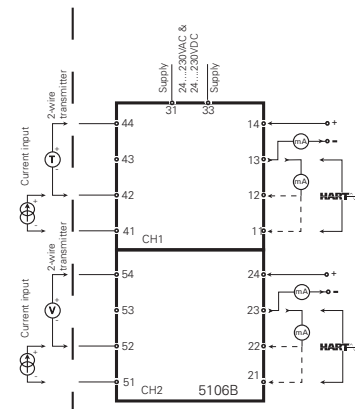 Supply
24...230VAC &
24...230VDC
Supply
31
33
2-wire
transmitter
Current input
T
+
-
+
-
44
43
42
41
CH1
14
13
12
11
+
-
mA
mA
HART
2-wire
transmitter
Current input
V
+
-
+
-
54
53
52
51
CH2
5106B
24
23
22
21
+
-
mA
mA
HART